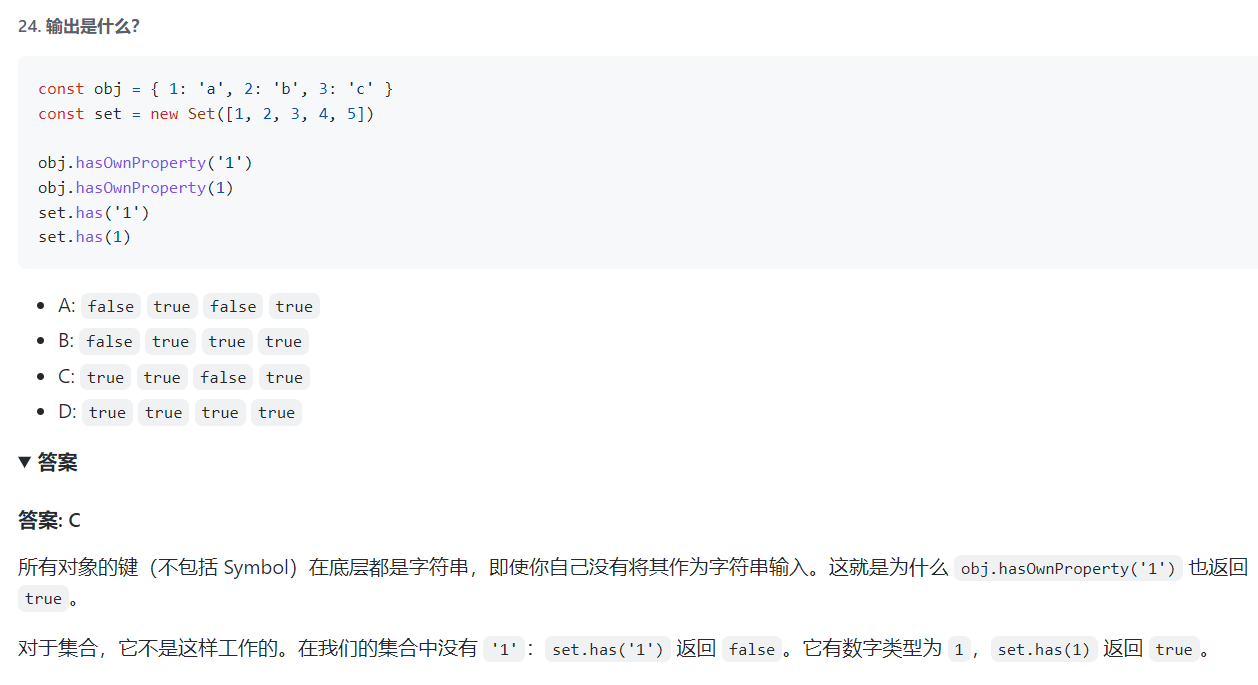 24. 输出是什么?
const obj = { 1: 'a', 2: 'b', 3: 'c' }
const set = new Set([1, 2, 3, 4, 5])
obj.hasOwnProperty('1')
obj.hasOwnProperty(1)
set.has('1')
set.has(1)
A: false true false true
B: false true true true
C: true true false true
D: true true true true
▼ 答案
答案: C
所有对象的键（不包括 Symbol）在底层都是字符串，即使你自己没有将其作为字符串输入。这就是为什么 obj.hasOwnProperty('1') 也返回
true 。
对于集合，它不是这样工作的。在我们的集合中没有 '1' ： set.has('1') 返回 false 。它有数字类型为 1 ， set.has(1) 返回 true 。